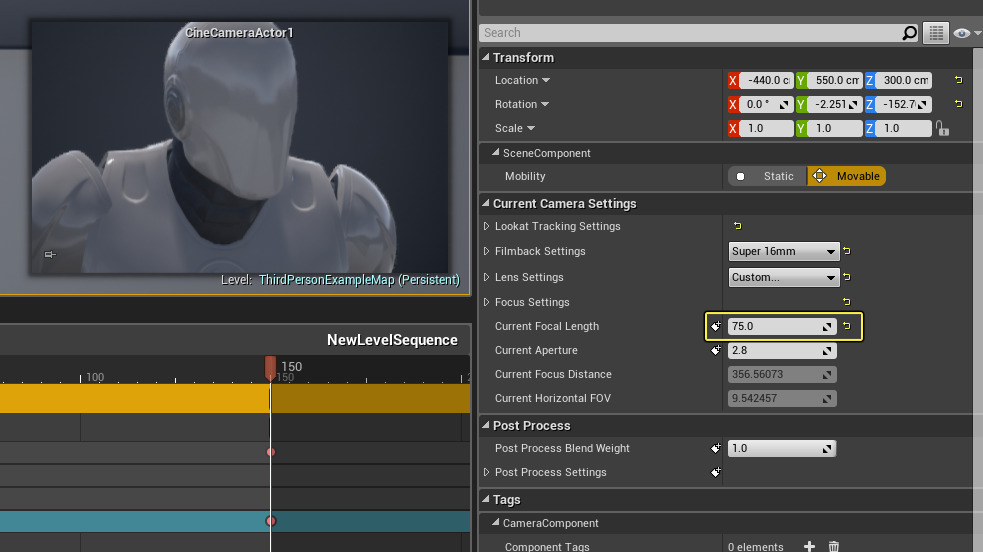 CineCameraActor1
Level: ThirdPersonExampleMap (Persistent)
NewLevelSequence
150
100
150
Search
Transform
Location X -440.0 c Y 550.0 cm Z 300.0 cm
Rotation X 0.0 ° Y -2.251 Z -152.7
Scale X 1.0 Y 1.0 Z 1.0
SceneComponent
Mobility Static Movable
Current Camera Settings
Lookat Tracking Settings
Filmback Settings Super 16mm
Lens Settings Custom...
Focus Settings
Current Focal Length 75.0
Current Aperture 2.8
Current Focus Distance 356.56073
Current Horizontal FOV 9.542457
Post Process
Post Process Blend Weight 1.0
Post Process Settings
Tags
CameraComponent
Component Tags 0 elements